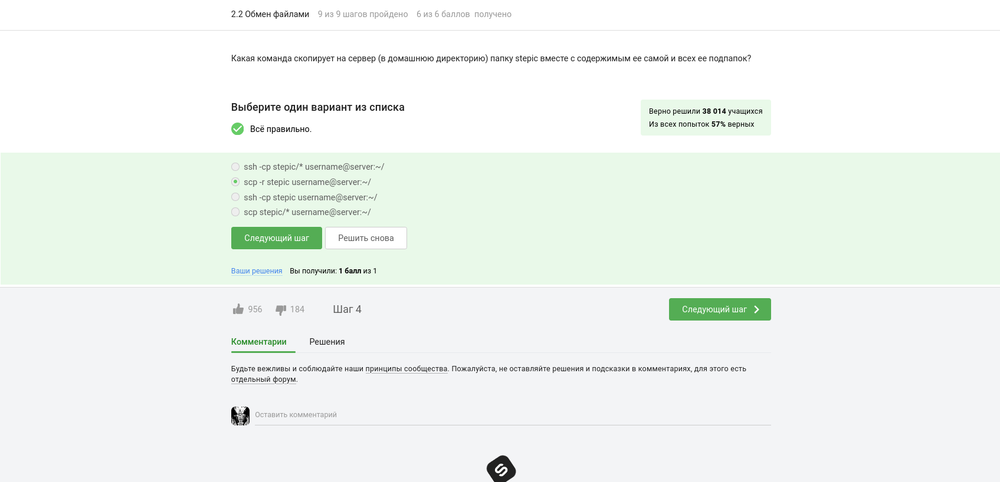 2.2 Обмен файлами 9 из 9 шагов пройдено 6 из 6 баллов получено
Какая команда скопирует на сервер (в домашнюю директорию) папку stepic вместе с содержимым ее самой и всех ее подпапок?
Выберите один вариант из списка
Всё правильно.
Верно решили 38 014 учащихся
Из всех попыток 57% верных
ssh -cp stepic/* username@server:~/
scp -r stepic username@server:~/
ssh -cp stepic username@server:~/
scp stepic/* username@server:~/
Следующий шаг Решить снова
Ваши решения Вы получили: 1 балл из 1
956 184 Шаг 4 Следующий шаг
Комментарии Решения
Будьте вежливы и соблюдайте наши принципы сообщества. Пожалуйста, не оставляйте решения и подсказки в комментариях, для этого есть
отдельный форум.
Оставить комментарий